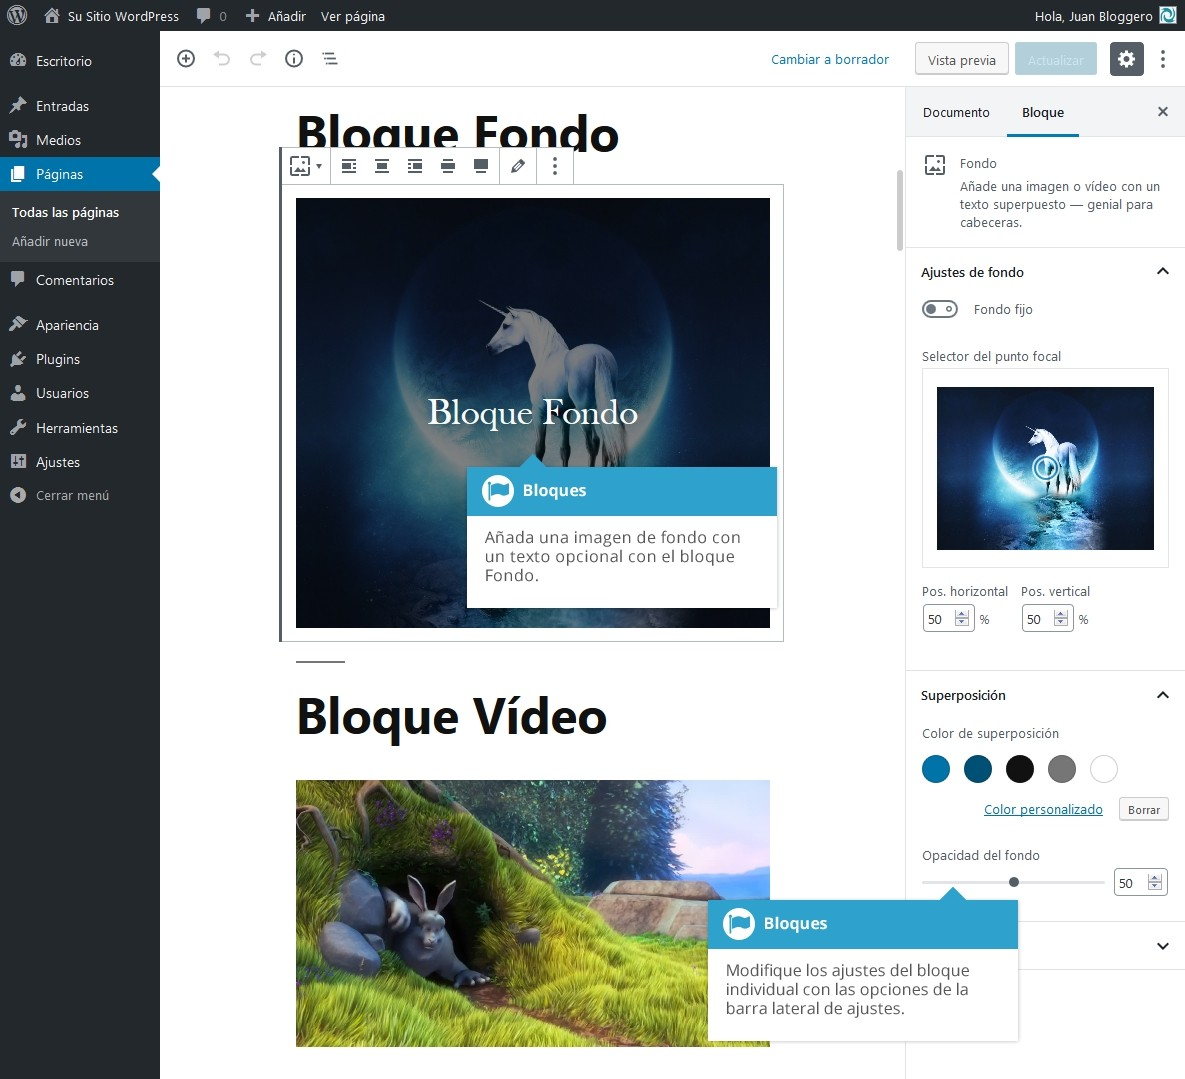 Su Sitio WordPress 0 Añadir Ver página Hola, Juan Bloggero
Escritorio
Entradas
Medios
Páginas
Todas las páginas
Añadir nueva
Comentarios
Apariencia
Plugins
Usuarios
Herramientas
Ajustes
Cerrar menú
Cambiar a borrador Vista previa Actualizar
Bloque Fondo
Bloque Fondo
Bloques
Añada una imagen de fondo con
un texto opcional con el bloque
Fondo.
Bloque Vídeo
Documento Bloque
Fondo
Añade una imagen o vídeo con un
texto superpuesto — genial para
cabeceras.
Ajustes de fondo
Fondo fijo
Selector del punto focal
Pos. horizontal Pos. vertical
50 % 50 %
Superposición
Color de superposición
Color personalizado Borrar
Opacidad del fondo
50
Bloques
Modifique los ajustes del bloque
individual con las opciones de la
barra lateral de ajustes.